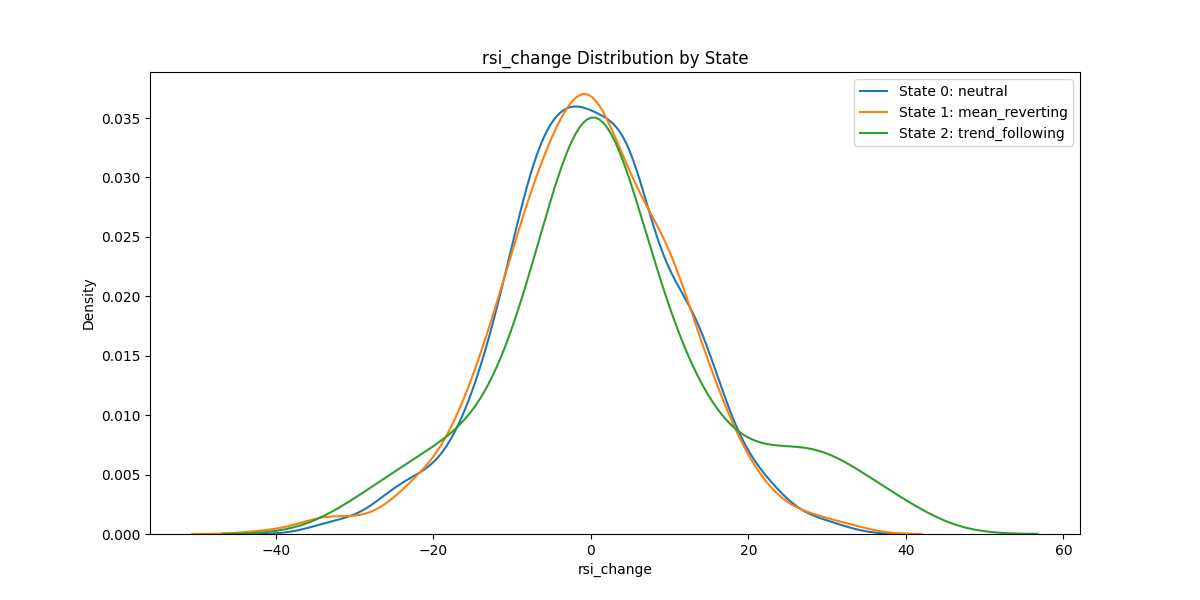 rsi_change Distribution by State
State 0: neutral
State 1: mean_reverting
State 2: trend_following
Density
0.035
0.030
0.025
0.020
0.015
0.010
0.005
0.000
−40
−20
0
20
40
60
rsi_change